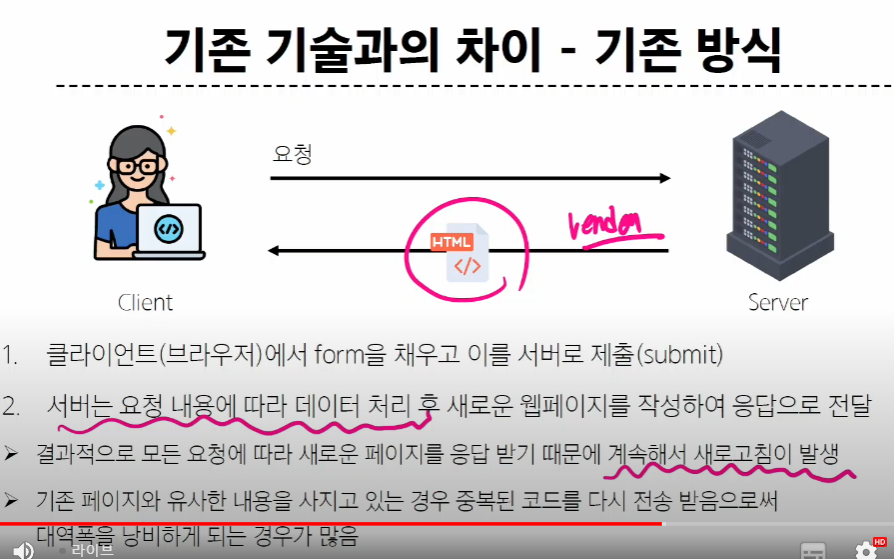 기존 기술과의 차이 - 기존 방식
요청
render
HTML
</>
</>
Client
Server
1. 클라이언트(브라우저)에서 form을 채우고 이를 서버로 제출(submit)
2. 서버는 요청 내용에 따라 데이터 처리 후 새로운 웹페이지를 작성하여 응답으로 전달
➤ 결과적으로 모든 요청에 따라 새로운 페이지를 응답 받기 때문에 계속해서 새로고침이 발생
➤ 기존 페이지와 유사한 내용을 사지고 있는 경우 중복된 코드를 다시 전송 받음으로써
대역폭을 낭비하게 되는 경우가 많음
라이브
HD